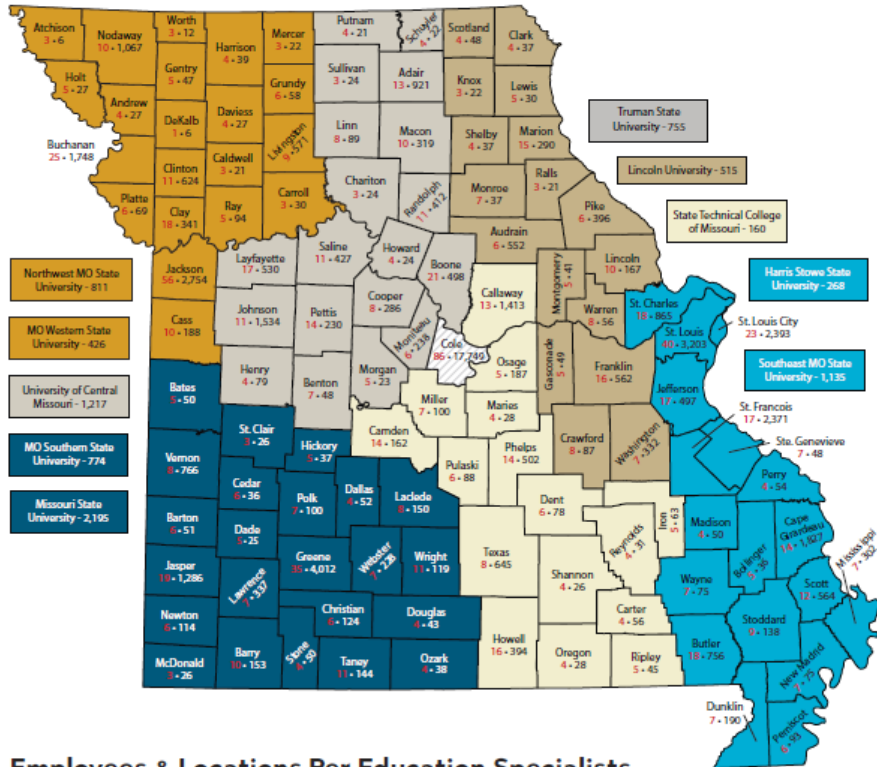 Atchison
3 • 6
Nodaway
10 • 1,067
Worth
3 • 12
Harrison
4 • 39
Mercer
3 • 22
Putnam
4 • 21
Schuyler
4 • 22
Scotland
4 • 48
Clark
4 • 37
Holt
5 • 27
Andrew
4 • 27
Gentry
5 • 47
Grundy
6 • 58
Sullivan
3 • 24
Adair
13 • 921
Knox
3 • 22
Lewis
5 • 30
Buchanan
25 • 1,748
DeKalb
1 • 6
Daviess
4 • 27
Livingston
9 • 571
Linn
8 • 89
Macon
10 • 319
Shelby
4 • 37
Marion
15 • 290
Truman State
University - 755
Clinton
11 • 624
Caldwell
3 • 21
Chariton
3 • 24
Randolph
11 • 412
Monroe
7 • 37
Ralls
3 • 21
Lincoln University - 515
Platte
6 • 69
Clay
18 • 341
Ray
5 • 94
Carroll
3 • 30
Pike
6 • 396
Audrain
6 • 552
State Technical College
of Missouri - 160
Northwest MO State
University - 811
Jackson
56 • 2,754
Layfayette
17 • 530
Saline
11 • 427
Howard
4 • 24
Boone
21 • 498
Callaway
13 • 1,413
Montgomery
5 • 41
Lincoln
10 • 167
Harris Stowe State
University - 268
MO Western State
University - 426
Cass
10 • 188
Johnson
11 • 1,534
Pettis
14 • 230
Cooper
8 • 286
Moniteau
6 • 238
Cole
86 • 17,749
Osage
5 • 187
Gasconade
5 • 49
Warren
8 • 56
St. Charles
18 • 865
St. Louis
40 • 3,203
St. Louis City
23 • 2,393
Franklin
16 • 562
University of Central
Missouri - 1,217
Henry
4 • 79
Benton
7 • 48
Morgan
5 • 23
Miller
7 • 100
Maries
4 • 28
Jefferson
17 • 497
Southeast MO State
University - 1,135
Bates
5 • 50
St. Clair
3 • 26
Hickory
6 • 37
Camden
14 • 162
Pulaski
6 • 88
Phelps
14 • 502
Crawford
8 • 87
Washington
7 • 332
St. Francois
17 • 2,371
Ste. Genevieve
7 • 48
MO Southern State
University - 774
Vernon
8 • 766
Cedar
6 • 36
Polk
7 • 100
Dallas
4 • 52
Laclede
8 • 150
Dent
6 • 78
Iron
5 • 63
Perry
4 • 54
Missouri State
University - 2,195
Barton
6 • 51
Dade
5 • 25
Greene
35 • 4,012
Webster
7 • 228
Wright
11 • 119
Texas
8 • 645
Reynolds
4 • 31
Madison
4 • 50
Bollinger
5 • 36
Cape
Girardeau
14 • 1,827
Mississippi
7 • 302
Jasper
19 • 1,286
Lawrence
7 • 337
Shannon
4 • 26
Wayne
7 • 75
Scott
12 • 564
Newton
6 • 114
Christian
6 • 124
Douglas
4 • 43
Carter
4 • 56
Stoddard
9 • 138
McDonald
3 • 26
Barry
10 • 153
Stone
4 • 50
Taney
11 • 144
Ozark
4 • 38
Howell
16 • 394
Oregon
4 • 28
Ripley
5 • 45
Butler
18 • 756
New Madrid
7 • 75
Dunklin
7 • 190
Pemiscot
6 • 93
Employees & Locations Per Education Specialists